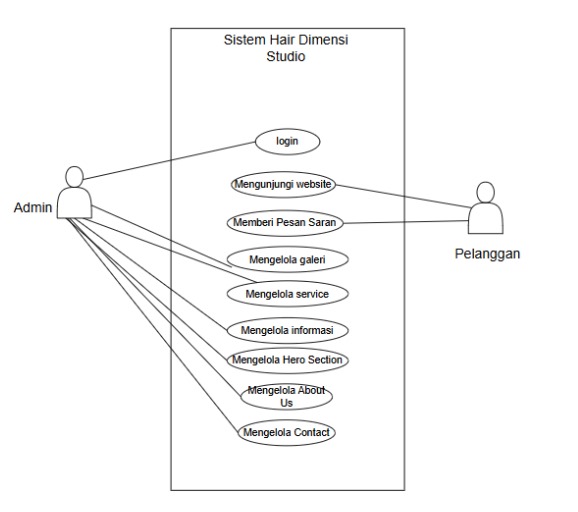 Sistem Hair Dimensi
Studio
login
Mengunjungi website
Admin
Memberi Pesan Saran
Pelanggan
Mengelola galeri
Mengelola service
Mengelola informasi
Mengelola Hero Section
Mengelola About
Us
Mengelola Contact